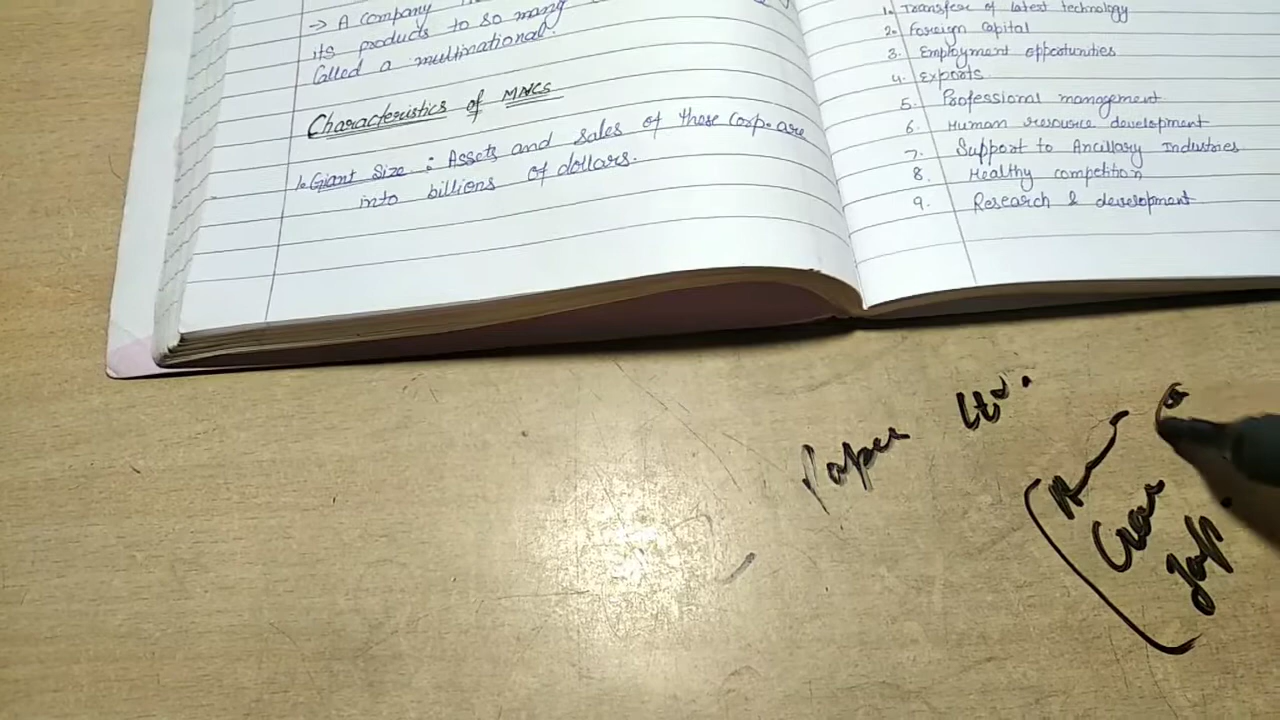 -> A company
its products to so many
Called a multinational.
Characteristics of MNCs
1. Giant Size : Assets and sales of these Corp. are
into billions of dollars.
1. Transfer of latest technology
2. Foreign capital
3. Employment opportunities
4. Exports
5. Professional management
6. Human resource development
7. Support to Ancillary Industries
8. Healthy competition
9. Research & development
Paper